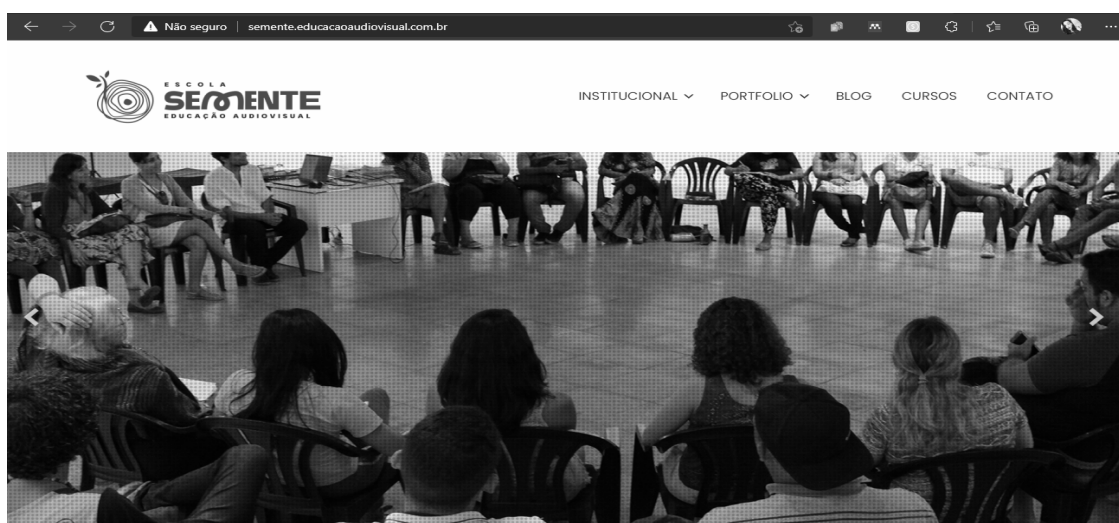 Não seguro | semente.educacaoaudiovisual.com.br
ESCOLA
SEMENTE
EDUCAÇÃO AUDIOVISUAL
INSTITUCIONAL PORTFOLIO BLOG CURSOS CONTATO